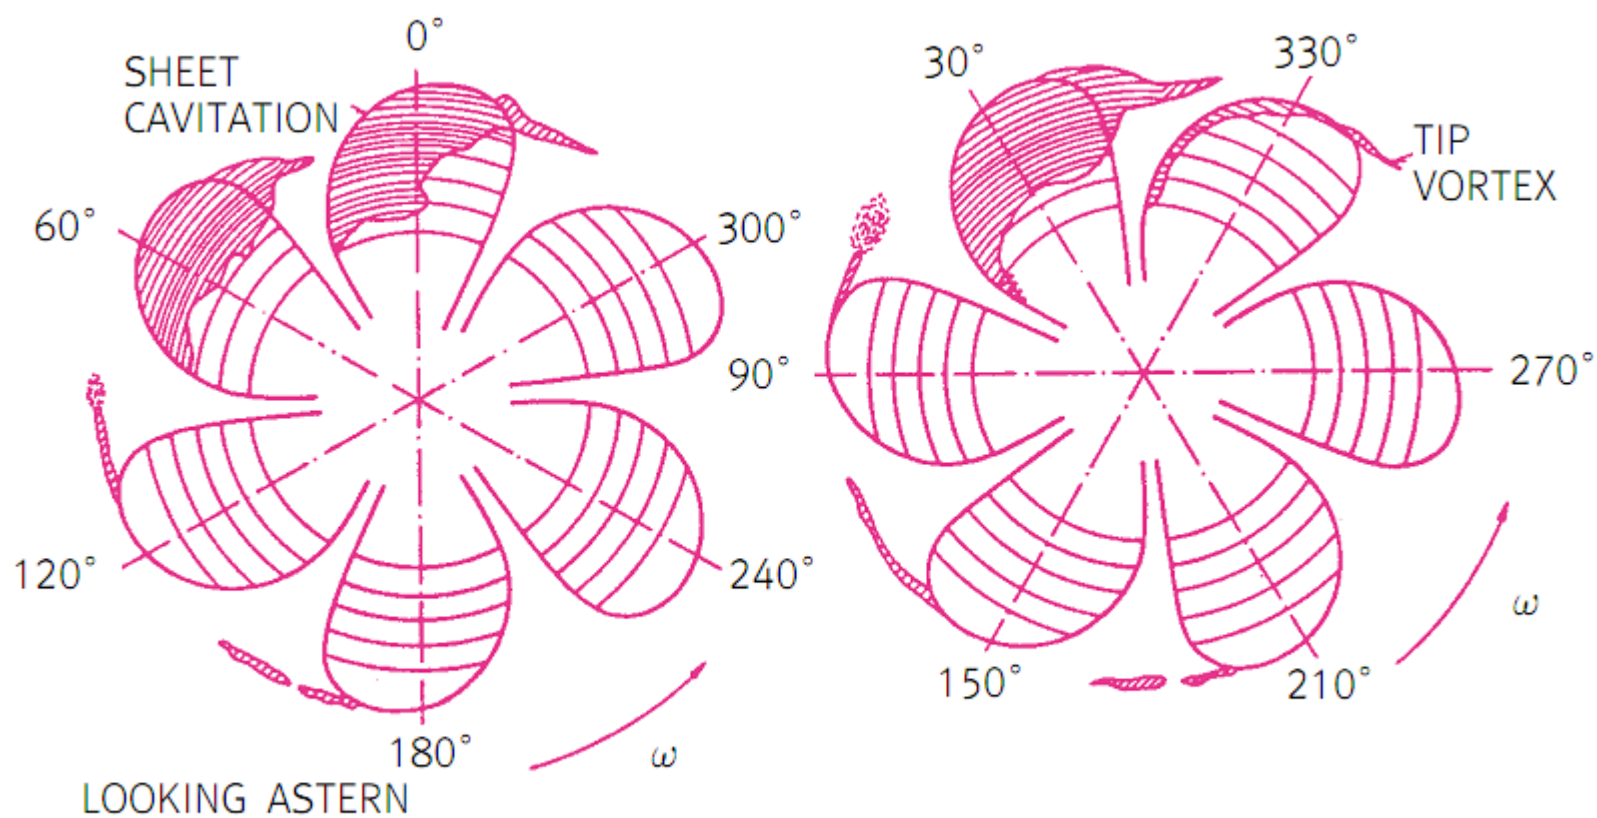 0°
SHEET
CAVITATION
60°
300°
120°
240°
180°
ω
LOOKING ASTERN
30°
330°
TIP
VORTEX
90°
270°
150°
210°
ω